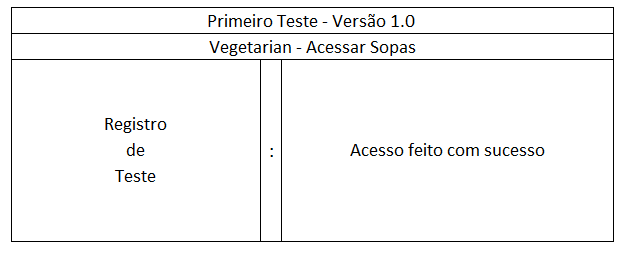 Primeiro Teste - Versão 1.0
Vegetarian - Acessar Sopas
Registro
de
Teste
:
Acesso feito com sucesso